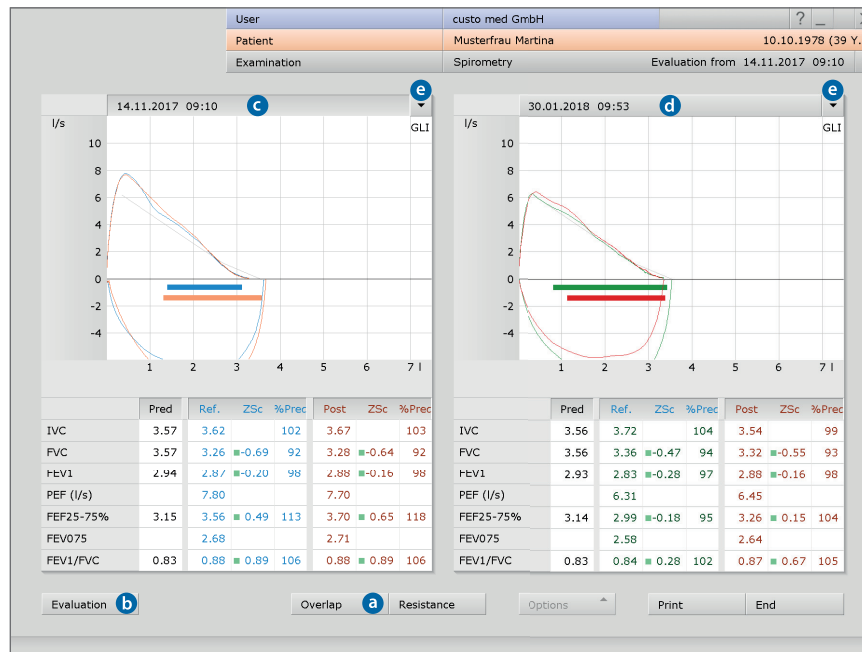 User custo med GmbH ? _
Patient Musterfrau Martina 10.10.1978 (39 Y.
Examination Spirometry Evaluation from 14.11.2017 09:10
14.11.2017 09:10 c e
l/s GLI
10
8
6
4
2
0
-2
-4
1 2 3 4 5 6 7 l
Pred Ref. ZSc %Pred Post ZSc %Pred
IVC 3.57 3.62 102 3.67 103
FVC 3.57 3.26 -0.69 92 3.28 -0.64 92
FEV1 2.94 2.87 -0.20 98 2.88 -0.16 98
PEF (l/s) 7.80 7.70
FEF25-75% 3.15 3.56 0.49 113 3.70 0.65 118
FEV075 2.68 2.71
FEV1/FVC 0.83 0.88 0.89 106 0.88 0.89 106
30.01.2018 09:53 d e
l/s GLI
10
8
6
4
2
0
-2
-4
1 2 3 4 5 6 7 l
Pred Ref. ZSc %Pred Post ZSc %Pred
IVC 3.56 3.72 104 3.54 99
FVC 3.56 3.36 -0.47 94 3.32 -0.55 93
FEV1 2.93 2.83 -0.28 97 2.88 -0.16 98
PEF (l/s) 6.31 6.45
FEF25-75% 3.14 2.99 -0.18 95 3.26 0.15 104
FEV075 2.58 2.64
FEV1/FVC 0.83 0.84 0.28 102 0.87 0.67 105
Evaluation b Overlap a Resistance Options Print End